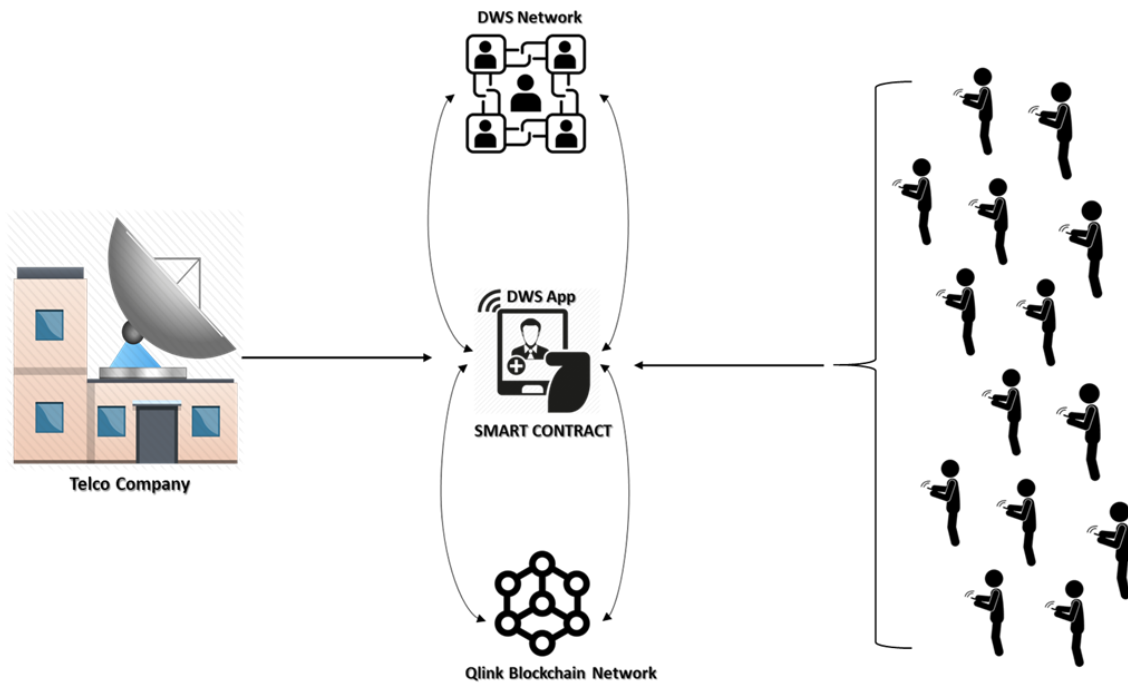 DWS Network
DWS App
SMART CONTRACT
Telco Company
Qlink Blockchain Network